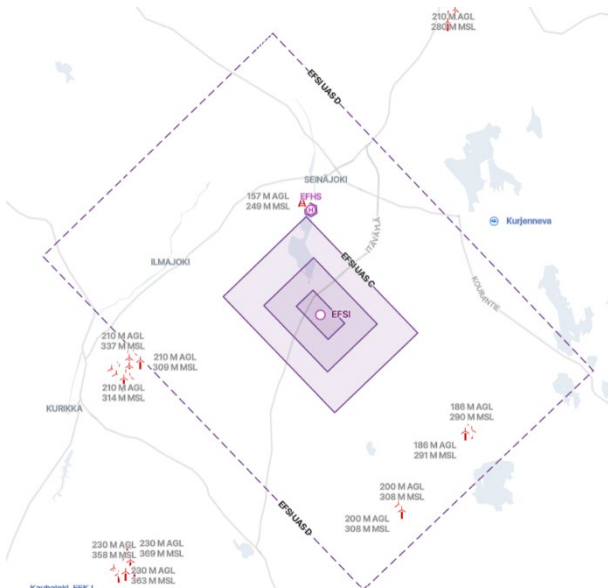 210 M AGL
280 M MSL
EFSI UAS D
SEINÄJOKI
157 M AGL
249 M MSL
EFHS
Kurjenneva
ITÄVÄYLÄ
EFSI UAS C
ILMAJOKI
KOURANTIE
EFSI
210 M AGL
337 M MSL
210 M AGL
309 M MSL
210 M AGL
314 M MSL
KURIKKA
186 M AGL
290 M MSL
186 M AGL
291 M MSL
200 M AGL
308 M MSL
200 M AGL
308 M MSL
EFSI UAS D
230 M AGL
358 M MSL
230 M AGL
369 M MSL
230 M AGL
363 M MSL